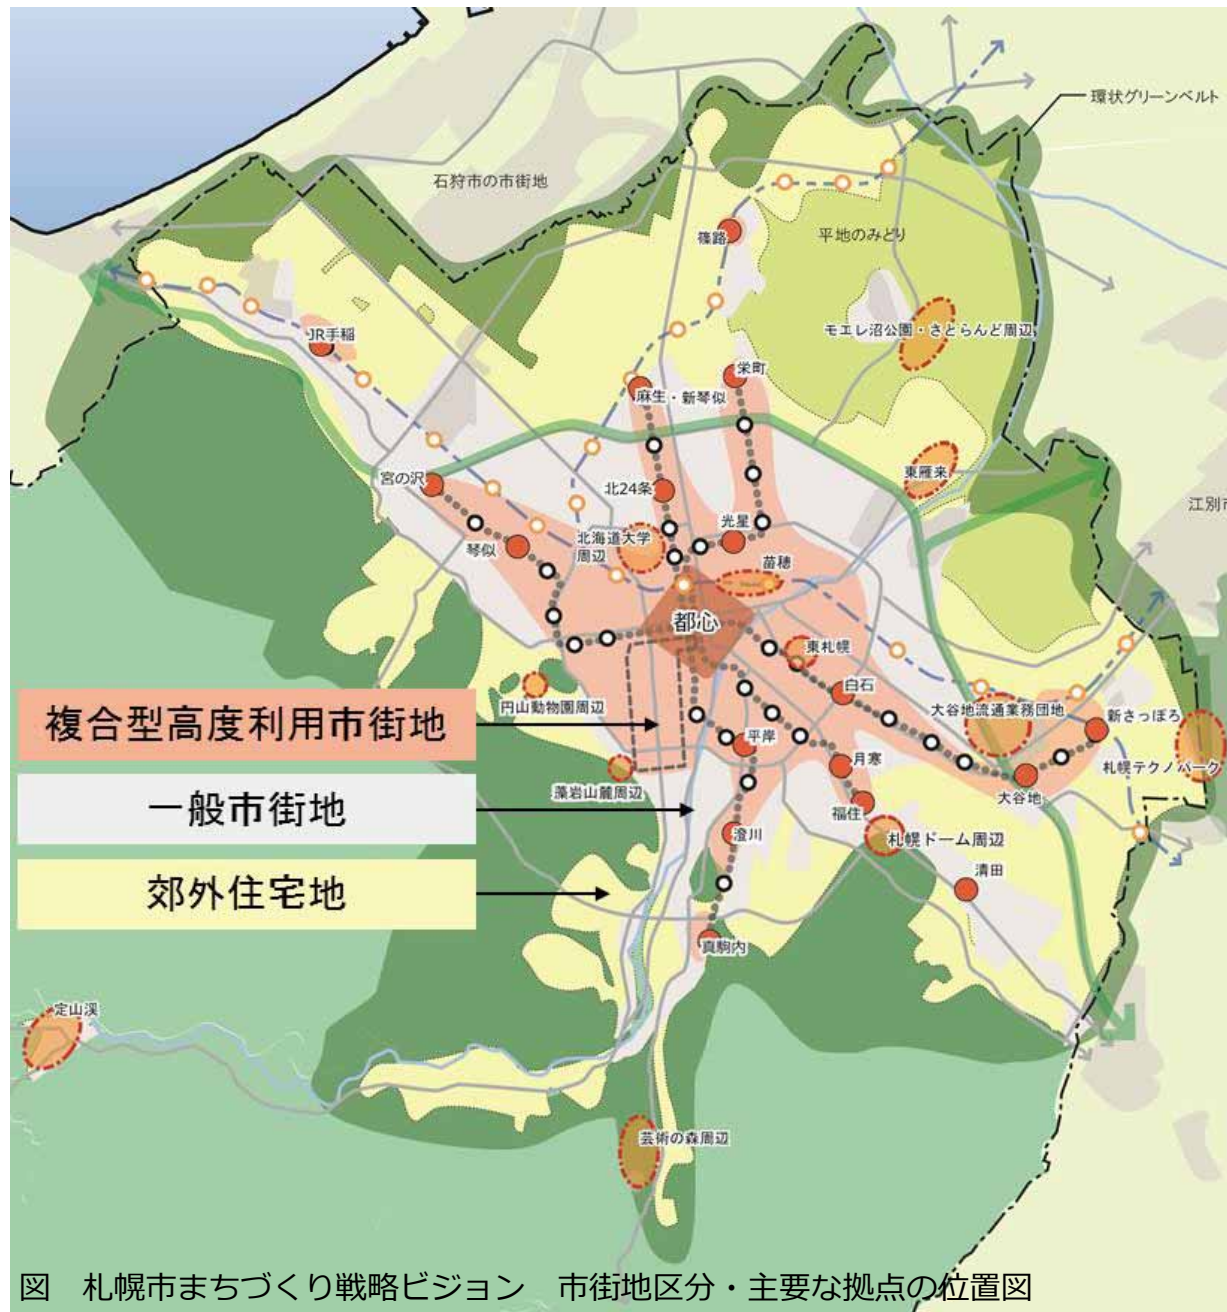 環状グリーンベルト
石狩市の市街地
篠路
平地のみどり
モエレ沼公園・さとらんど周辺
JR手稲
栄町
麻生・新琴似
東雁来
宮の沢
北24条
江別市
光星
北海道大学
周辺
琴似
苗穂
都心
東札幌
白石
円山動物園周辺
大谷地流通業務団地
新さっぽろ
複合型高度利用市街地
平岸
月寒
札幌テクノパーク
藻岩山麓周辺
大谷地
一般市街地
福住
澄川
札幌ドーム周辺
清田
郊外住宅地
真駒内
定山渓
芸術の森周辺
図 札幌市まちづくり戦略ビジョン 市街地区分・主要な拠点の位置図